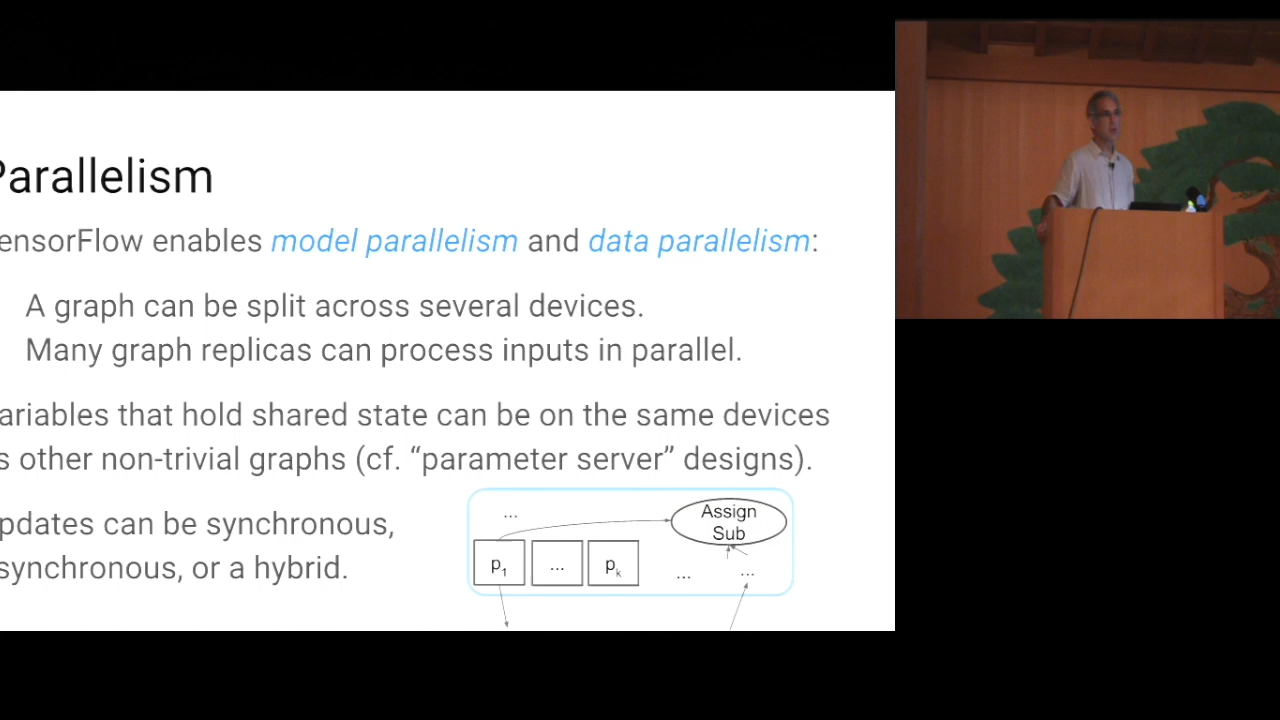 Parallelism
ensorFlow enables model parallelism and data parallelism:
A graph can be split across several devices.
Many graph replicas can process inputs in parallel.
ariables that hold shared state can be on the same devices
s other non-trivial graphs (cf. “parameter server” designs).
pdates can be synchronous,
synchronous, or a hybrid.
...
Assign
Sub
p1 ... pk
... ...